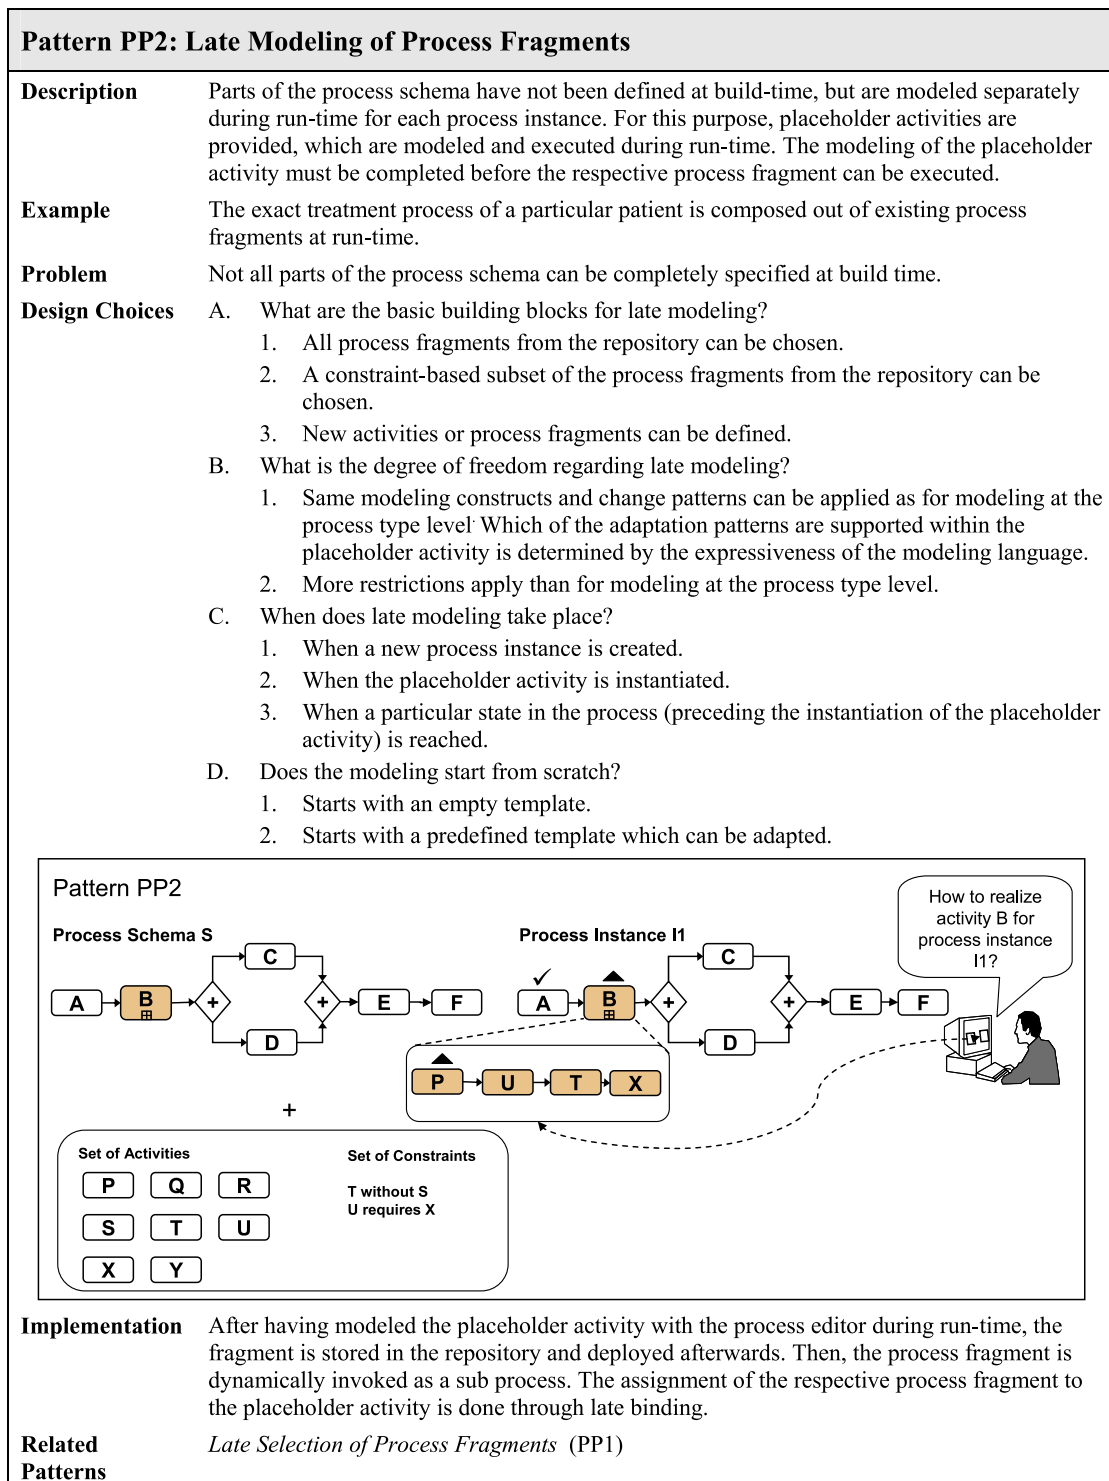 Pattern PP2: Late Modeling of Process Fragments
Description
Parts of the process schema have not been defined at build-time, but are modeled separately
during run-time for each process instance. For this purpose, placeholder activities are
provided, which are modeled and executed during run-time. The modeling of the placeholder
activity must be completed before the respective process fragment can be executed.
Example
The exact treatment process of a particular patient is composed out of existing process
fragments at run-time.
Problem
Not all parts of the process schema can be completely specified at build time.
Design Choices
A. What are the basic building blocks for late modeling?
1. All process fragments from the repository can be chosen.
2. A constraint-based subset of the process fragments from the repository can be
chosen.
3. New activities or process fragments can be defined.
B. What is the degree of freedom regarding late modeling?
1. Same modeling constructs and change patterns can be applied as for modeling at the
process type level. Which of the adaptation patterns are supported within the
placeholder activity is determined by the expressiveness of the modeling language.
2. More restrictions apply than for modeling at the process type level.
C. When does late modeling take place?
1. When a new process instance is created.
2. When the placeholder activity is instantiated.
3. When a particular state in the process (preceding the instantiation of the placeholder
activity) is reached.
D. Does the modeling start from scratch?
1. Starts with an empty template.
2. Starts with a predefined template which can be adapted.
Pattern PP2
Process Schema S
A
B
+
C
D
+
E
F
Process Instance I1
A
B
+
C
D
+
E
F
How to realize
activity B for
process instance
I1?
P
U
T
X
+
Set of Activities
P Q R
S T U
X Y
Set of Constraints
T without S
U requires X
Implementation
After having modeled the placeholder activity with the process editor during run-time, the
fragment is stored in the repository and deployed afterwards. Then, the process fragment is
dynamically invoked as a sub process. The assignment of the respective process fragment to
the placeholder activity is done through late binding.
Related
Patterns
Late Selection of Process Fragments (PP1)